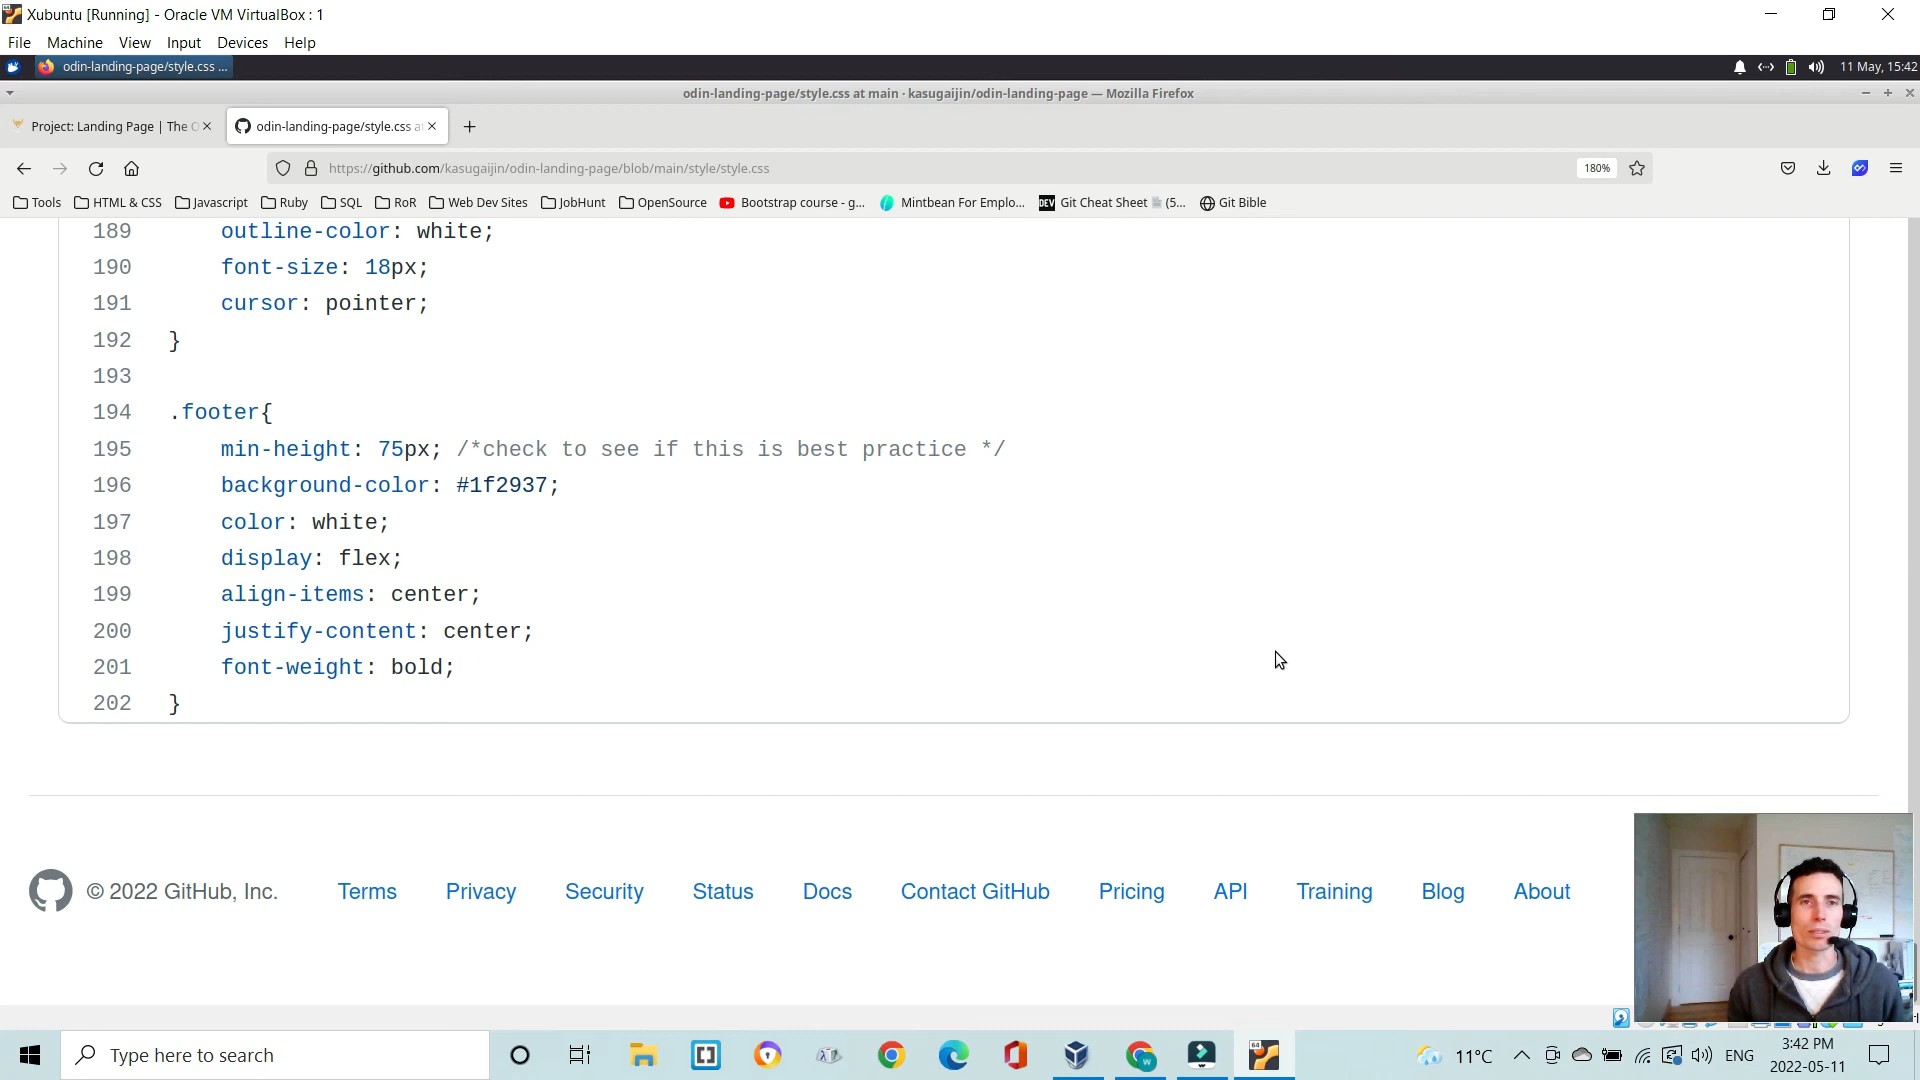 Xubuntu [Running] - Oracle VM VirtualBox : 1
File Machine View Input Devices Help
odin-landing-page/style.css ... 11 May, 15:42
odin-landing-page/style.css at main · kasugaijin/odin-landing-page — Mozilla Firefox
Project: Landing Page | The O odin-landing-page/style.css at
https://github.com/kasugaijin/odin-landing-page/blob/main/style/style.css 180%
Tools HTML & CSS Javascript Ruby SQL RoR Web Dev Sites JobHunt OpenSource Bootstrap course - g... Mintbean For Emplo... DEV Git Cheat Sheet (5... Git Bible
189 outline-color: white;
190 font-size: 18px;
191 cursor: pointer;
192 }
193
194 .footer{
195 min-height: 75px; /*check to see if this is best practice */
196 background-color: #1f2937;
197 color: white;
198 display: flex;
199 align-items: center;
200 justify-content: center;
201 font-weight: bold;
202 }
© 2022 GitHub, Inc. Terms Privacy Security Status Docs Contact GitHub Pricing API Training Blog About
Type here to search 11°C ENG 3:42 PM
2022-05-11